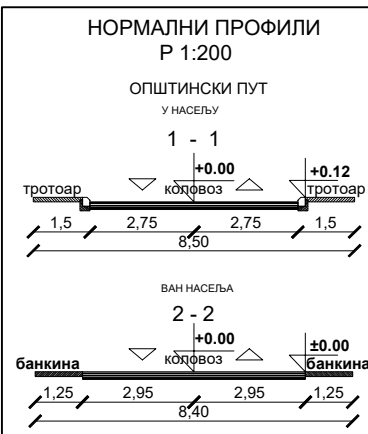 НОРМАЛНИ ПРОФИЛИ
Р 1:200
ОПШТИНСКИ ПУТ
У НАСЕЉУ
1 - 1
+0.00
+0.12
тротоар
коловоз
тротоар
1,5 2,75 2,75 1,5
8,50
ВАН НАСЕЉА
2 - 2
+0.00
±0.00
банкина
коловоз
банкина
1,25 2,95 2,95 1,25
8,40